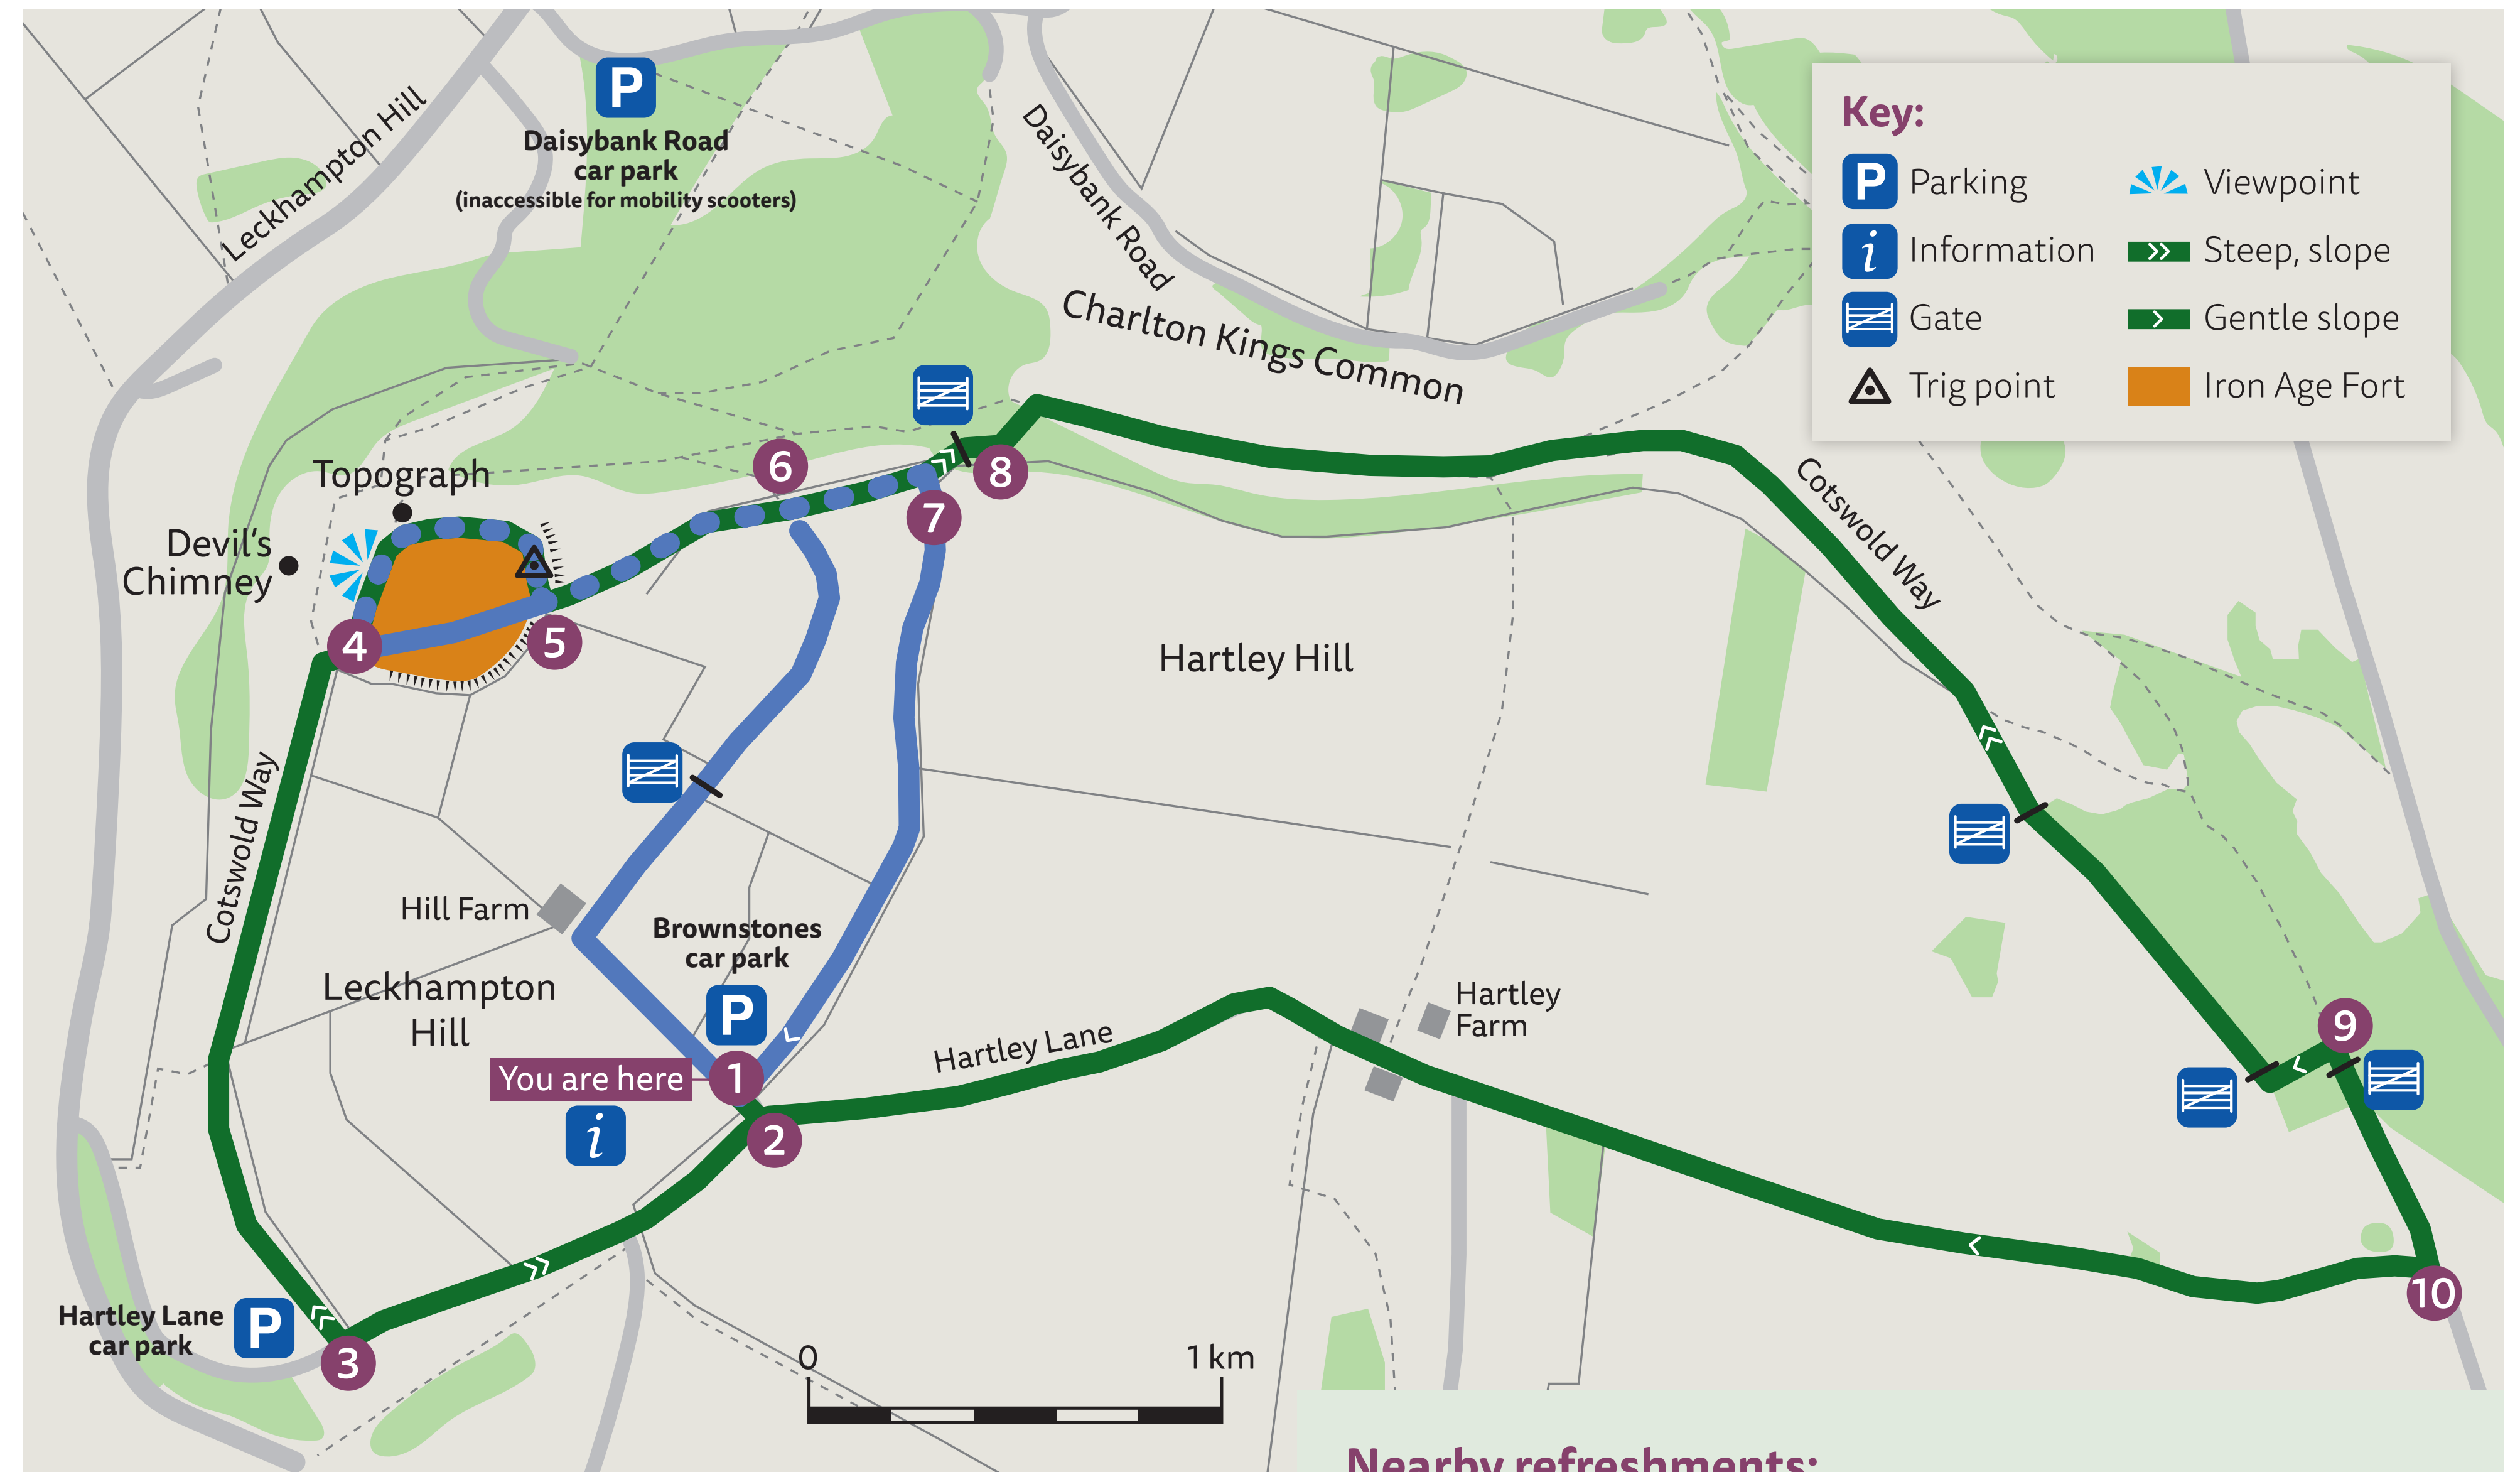 Leckhampton Hill
P
Daisybank Road
car park
(inaccessible for mobility scooters)
Daisybank Road
Charlton Kings Common
Key:
P Parking
i Information
Gate
Trig point
Viewpoint
Steep, slope
Gentle slope
Iron Age Fort
Topograph
Devil's
Chimney
6
8
7
4
5
Cotswold Way
Hartley Hill
Cotswold Way
Hill Farm
Brownstones
car park
P
Leckhampton
Hill
You are here
1
i
2
Hartley Lane
Hartley
Farm
9
10
Hartley Lane
car park
P
3
0
1 km
Nearby refreshments: